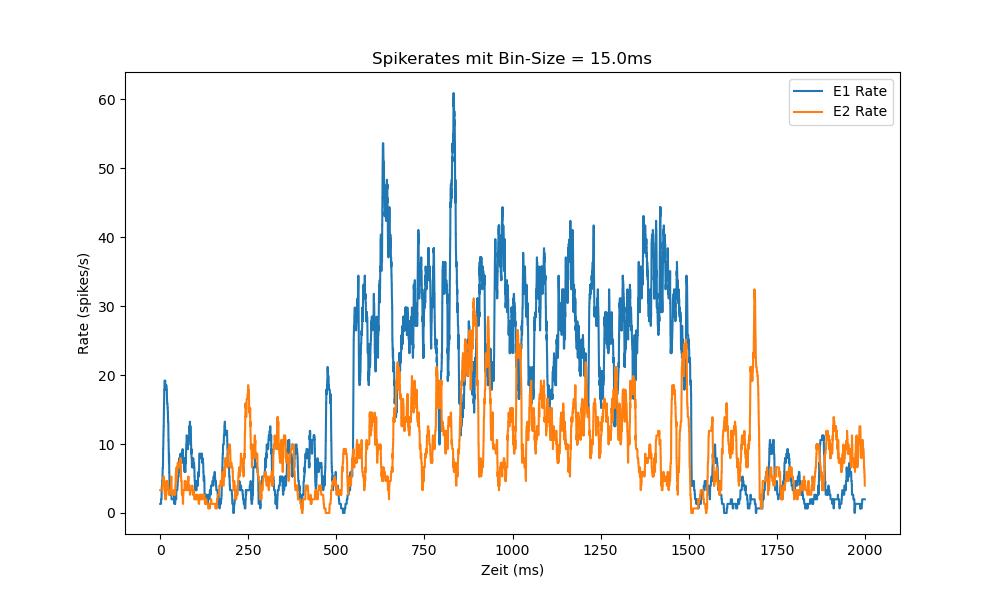 Spikerates mit Bin-Size = 15.0ms
E1 Rate
E2 Rate
60
50
40
30
20
10
0
Rate (spikes/s)
0 250 500 750 1000 1250 1500 1750 2000
Zeit (ms)